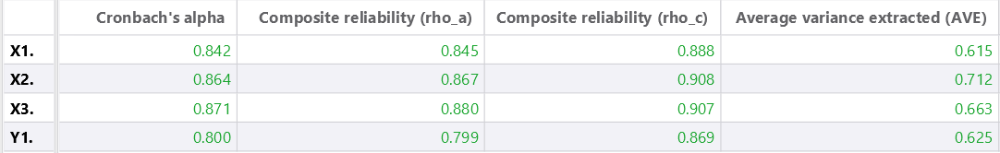 Cronbach's alpha Composite reliability (rho_a) Composite reliability (rho_c) Average variance extracted (AVE)
X1. 0.842 0.845 0.888 0.615
X2. 0.864 0.867 0.908 0.712
X3. 0.871 0.880 0.907 0.663
Y1. 0.800 0.799 0.869 0.625